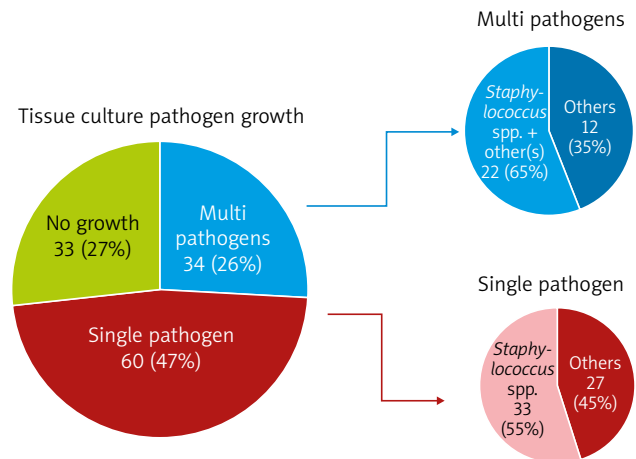 Multi pathogens
Staphy-
lococcus
spp. +
other(s)
22 (65%)
Others
12
(35%)
Tissue culture pathogen growth
No growth
33 (27%)
Multi
pathogens
34 (26%)
Single pathogen
60 (47%)
Single pathogen
Staphy-
lococcus
spp.
33
(55%)
Others
27
(45%)